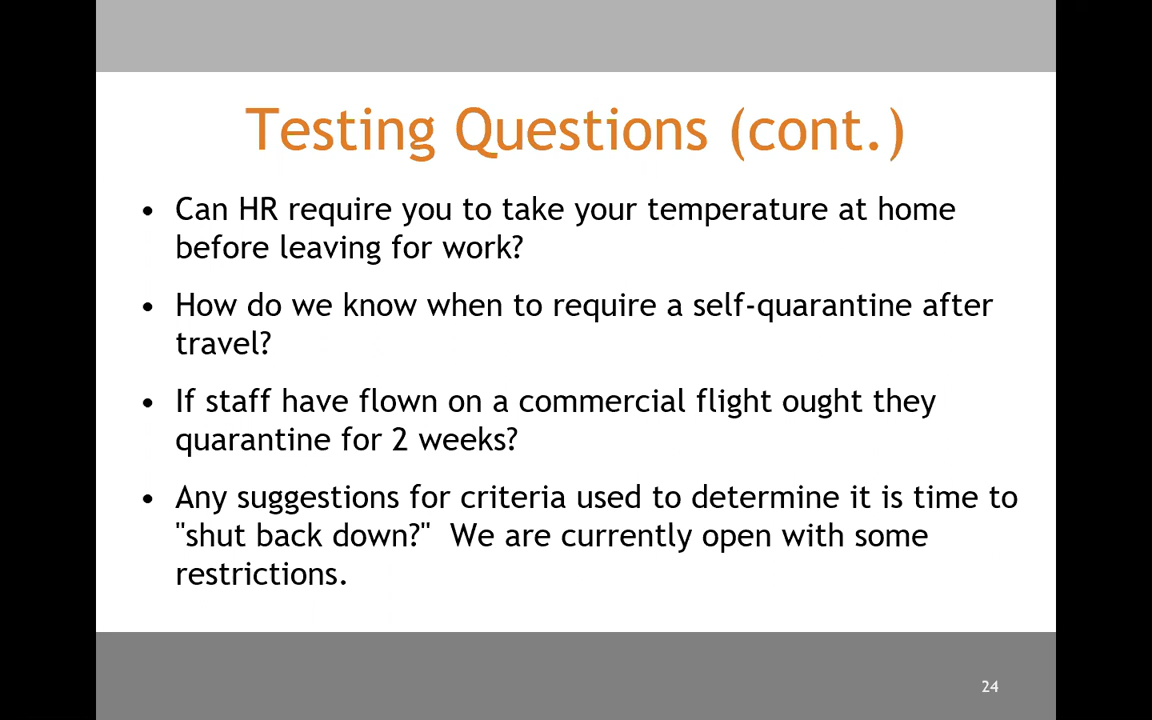 Testing Questions (cont.)
• Can HR require you to take your temperature at home
before leaving for work?
• How do we know when to require a self-quarantine after
travel?
• If staff have flown on a commercial flight ought they
quarantine for 2 weeks?
• Any suggestions for criteria used to determine it is time to
"shut back down?"  We are currently open with some
restrictions.
24